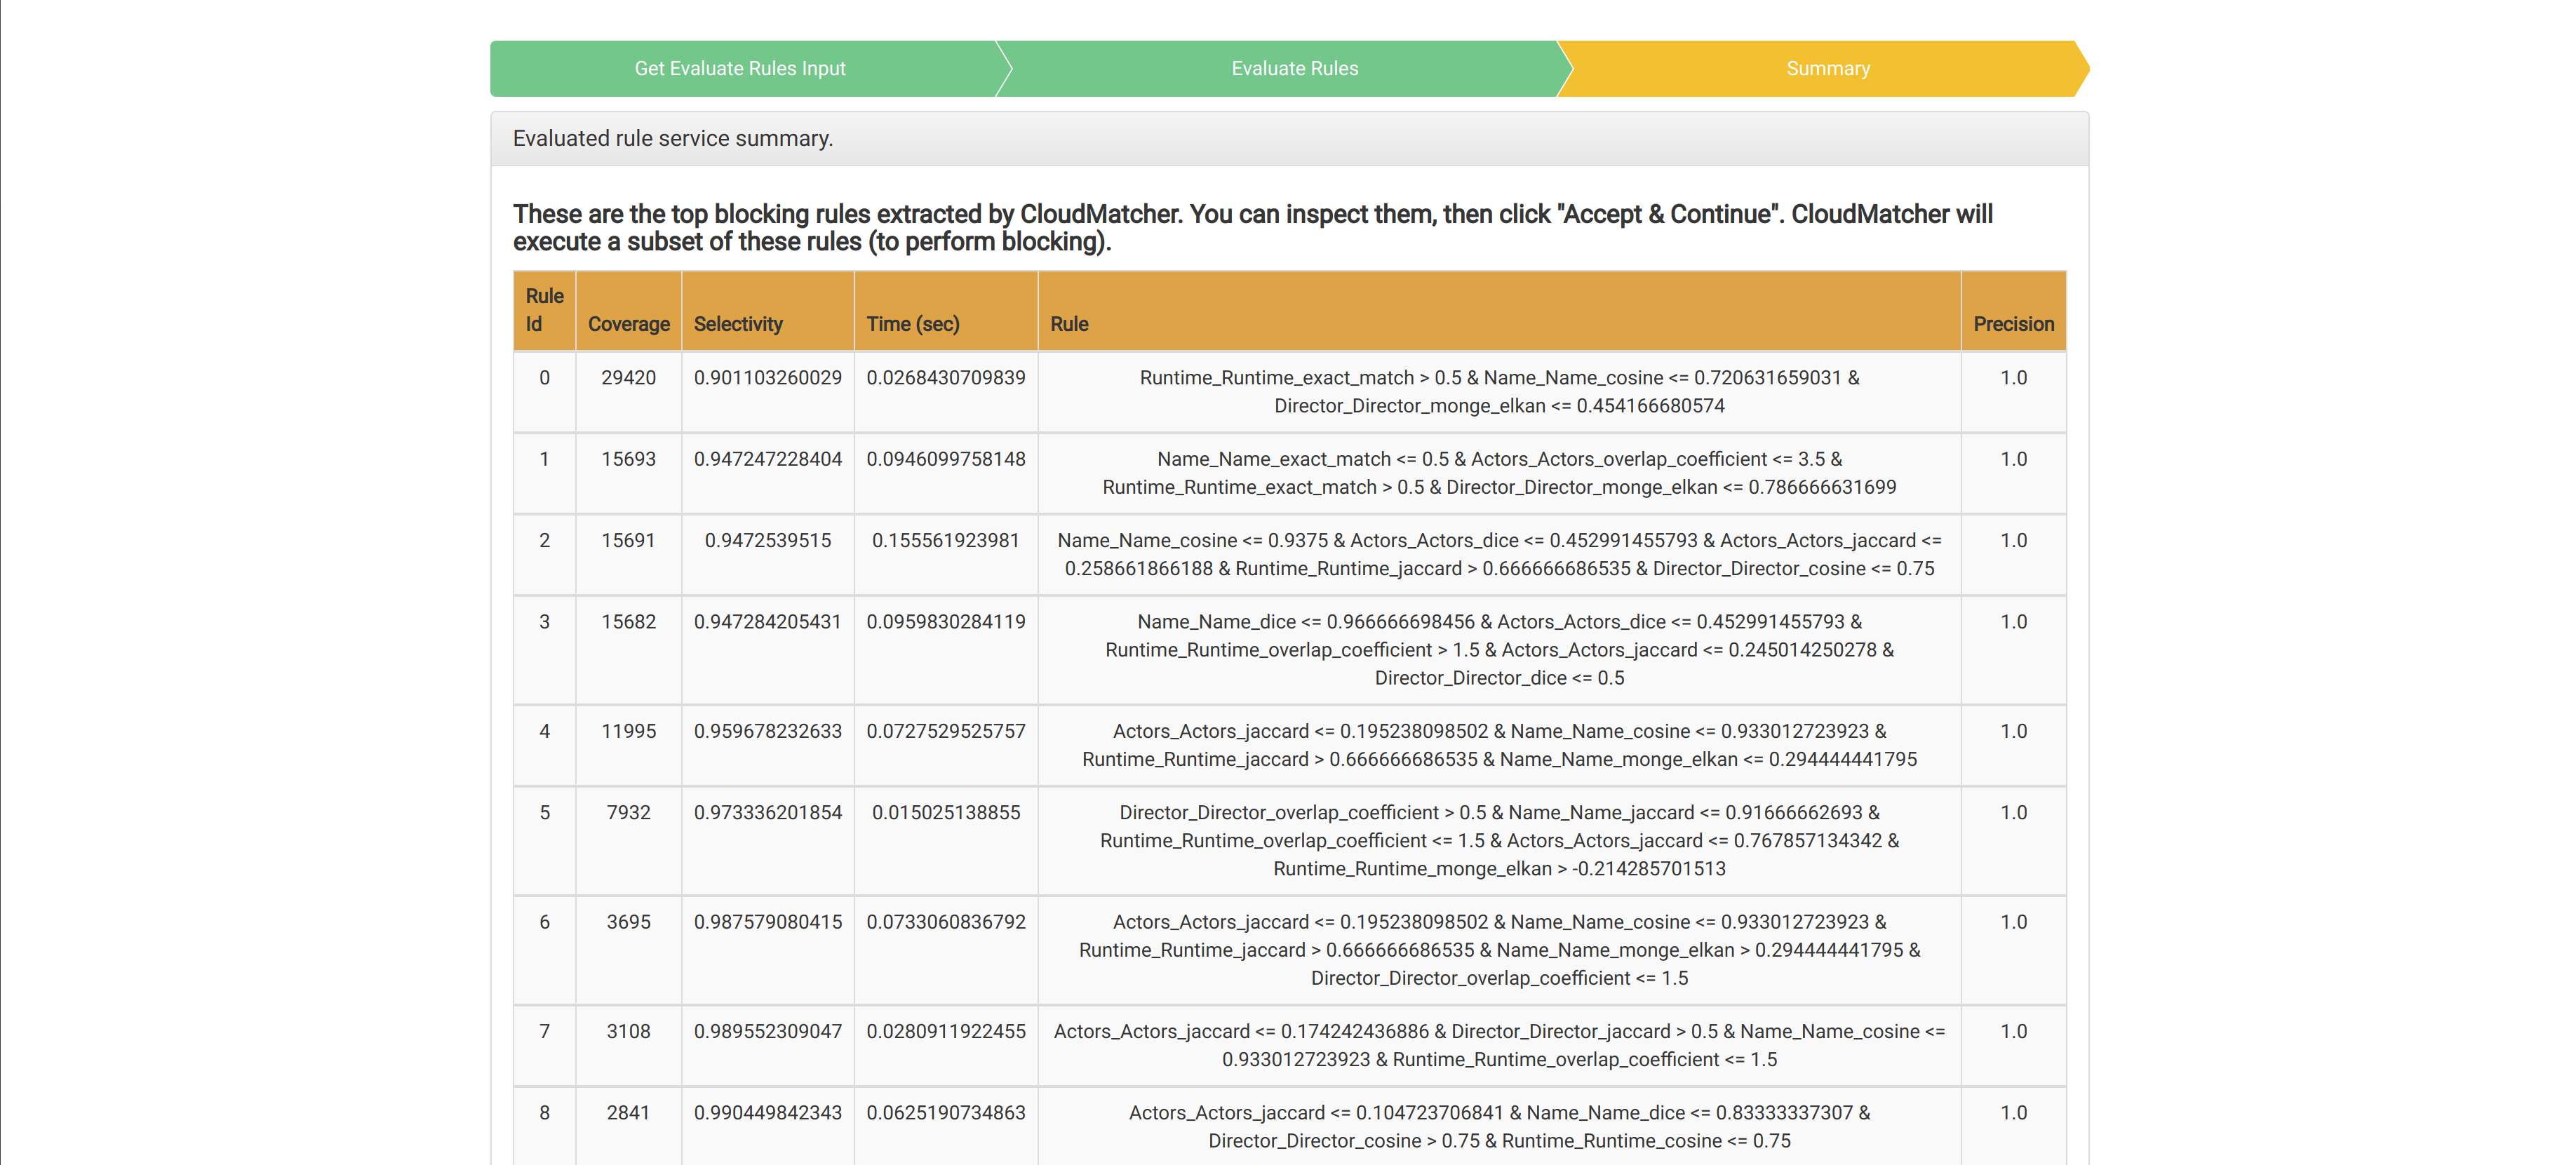 Get Evaluate Rules Input
Evaluate Rules
Summary
Evaluated rule service summary.
These are the top blocking rules extracted by CloudMatcher. You can inspect them, then click "Accept & Continue". CloudMatcher will
execute a subset of these rules (to perform blocking).
Rule
Id Coverage Selectivity Time (sec) Rule Precision
0 29420 0.901103260029 0.0268430709839 Runtime_Runtime_exact_match > 0.5 & Name_Name_cosine <= 0.720631659031 & 1.0
Director_Director_monge_elkan <= 0.454166680574
1 15693 0.947247228404 0.0946099758148 Name_Name_exact_match <= 0.5 & Actors_Actors_overlap_coefficient <= 3.5 & 1.0
Runtime_Runtime_exact_match > 0.5 & Director_Director_monge_elkan <= 0.786666631699
2 15691 0.9472539515 0.155561923981 Name_Name_cosine <= 0.9375 & Actors_Actors_dice <= 0.452991455793 & Actors_Actors_jaccard <= 1.0
0.258661866188 & Runtime_Runtime_jaccard > 0.666666686535 & Director_Director_cosine <= 0.75
3 15682 0.947284205431 0.0959830284119 Name_Name_dice <= 0.966666698456 & Actors_Actors_dice <= 0.452991455793 & 1.0
Runtime_Runtime_overlap_coefficient > 1.5 & Actors_Actors_jaccard <= 0.245014250278 &
Director_Director_dice <= 0.5
4 11995 0.959678232633 0.0727529525757 Actors_Actors_jaccard <= 0.195238098502 & Name_Name_cosine <= 0.933012723923 & 1.0
Runtime_Runtime_jaccard > 0.666666686535 & Name_Name_monge_elkan <= 0.294444441795
5 7932 0.973336201854 0.015025138855 Director_Director_overlap_coefficient > 0.5 & Name_Name_jaccard <= 0.91666662693 & 1.0
Runtime_Runtime_overlap_coefficient <= 1.5 & Actors_Actors_jaccard <= 0.767857134342 &
Runtime_Runtime_monge_elkan > -0.214285701513
6 3695 0.987579080415 0.0733060836792 Actors_Actors_jaccard <= 0.195238098502 & Name_Name_cosine <= 0.933012723923 & 1.0
Runtime_Runtime_jaccard > 0.666666686535 & Name_Name_monge_elkan > 0.294444441795 &
Director_Director_overlap_coefficient <= 1.5
7 3108 0.989552309047 0.0280911922455 Actors_Actors_jaccard <= 0.174242436886 & Director_Director_jaccard > 0.5 & Name_Name_cosine <= 1.0
0.933012723923 & Runtime_Runtime_overlap_coefficient <= 1.5
8 2841 0.990449842343 0.0625190734863 Actors_Actors_jaccard <= 0.104723706841 & Name_Name_dice <= 0.83333337307 & 1.0
Director_Director_cosine > 0.75 & Runtime_Runtime_cosine <= 0.75